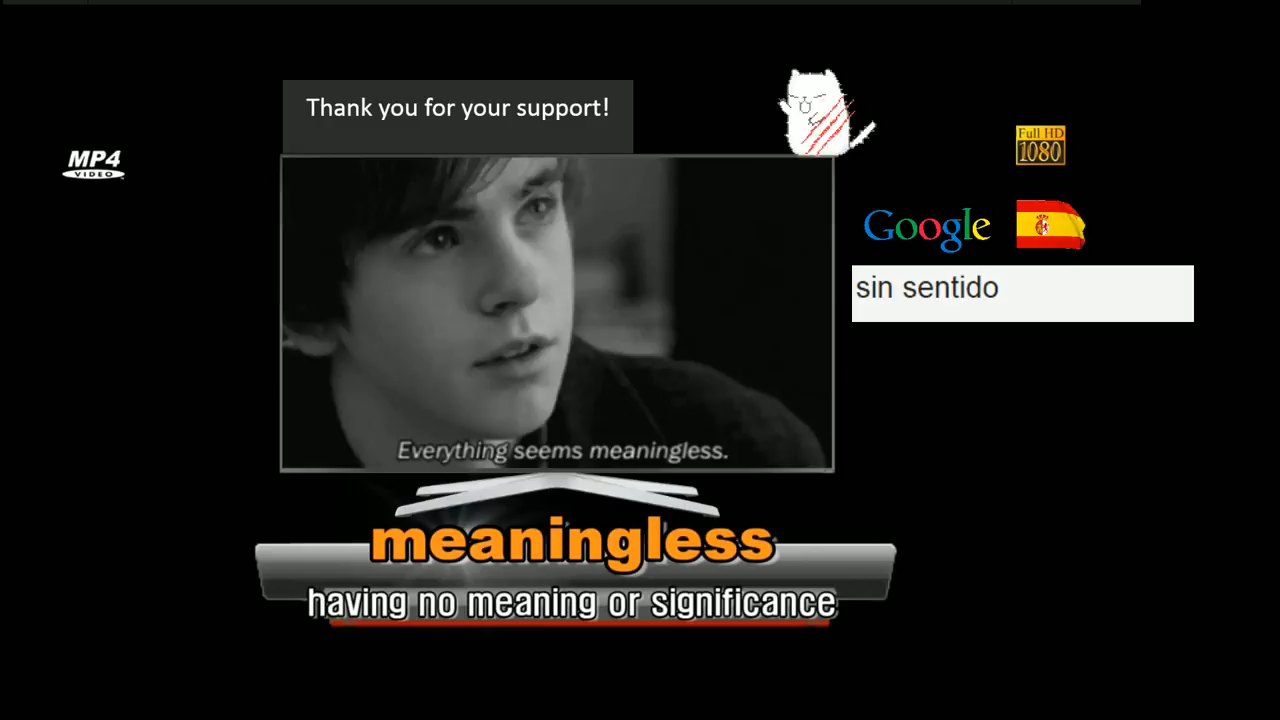 Thank you for your support!
MP4
VIDEO
Full HD
1080
Google
sin sentido
Everything seems meaningless.
meaningless
having no meaning or significance